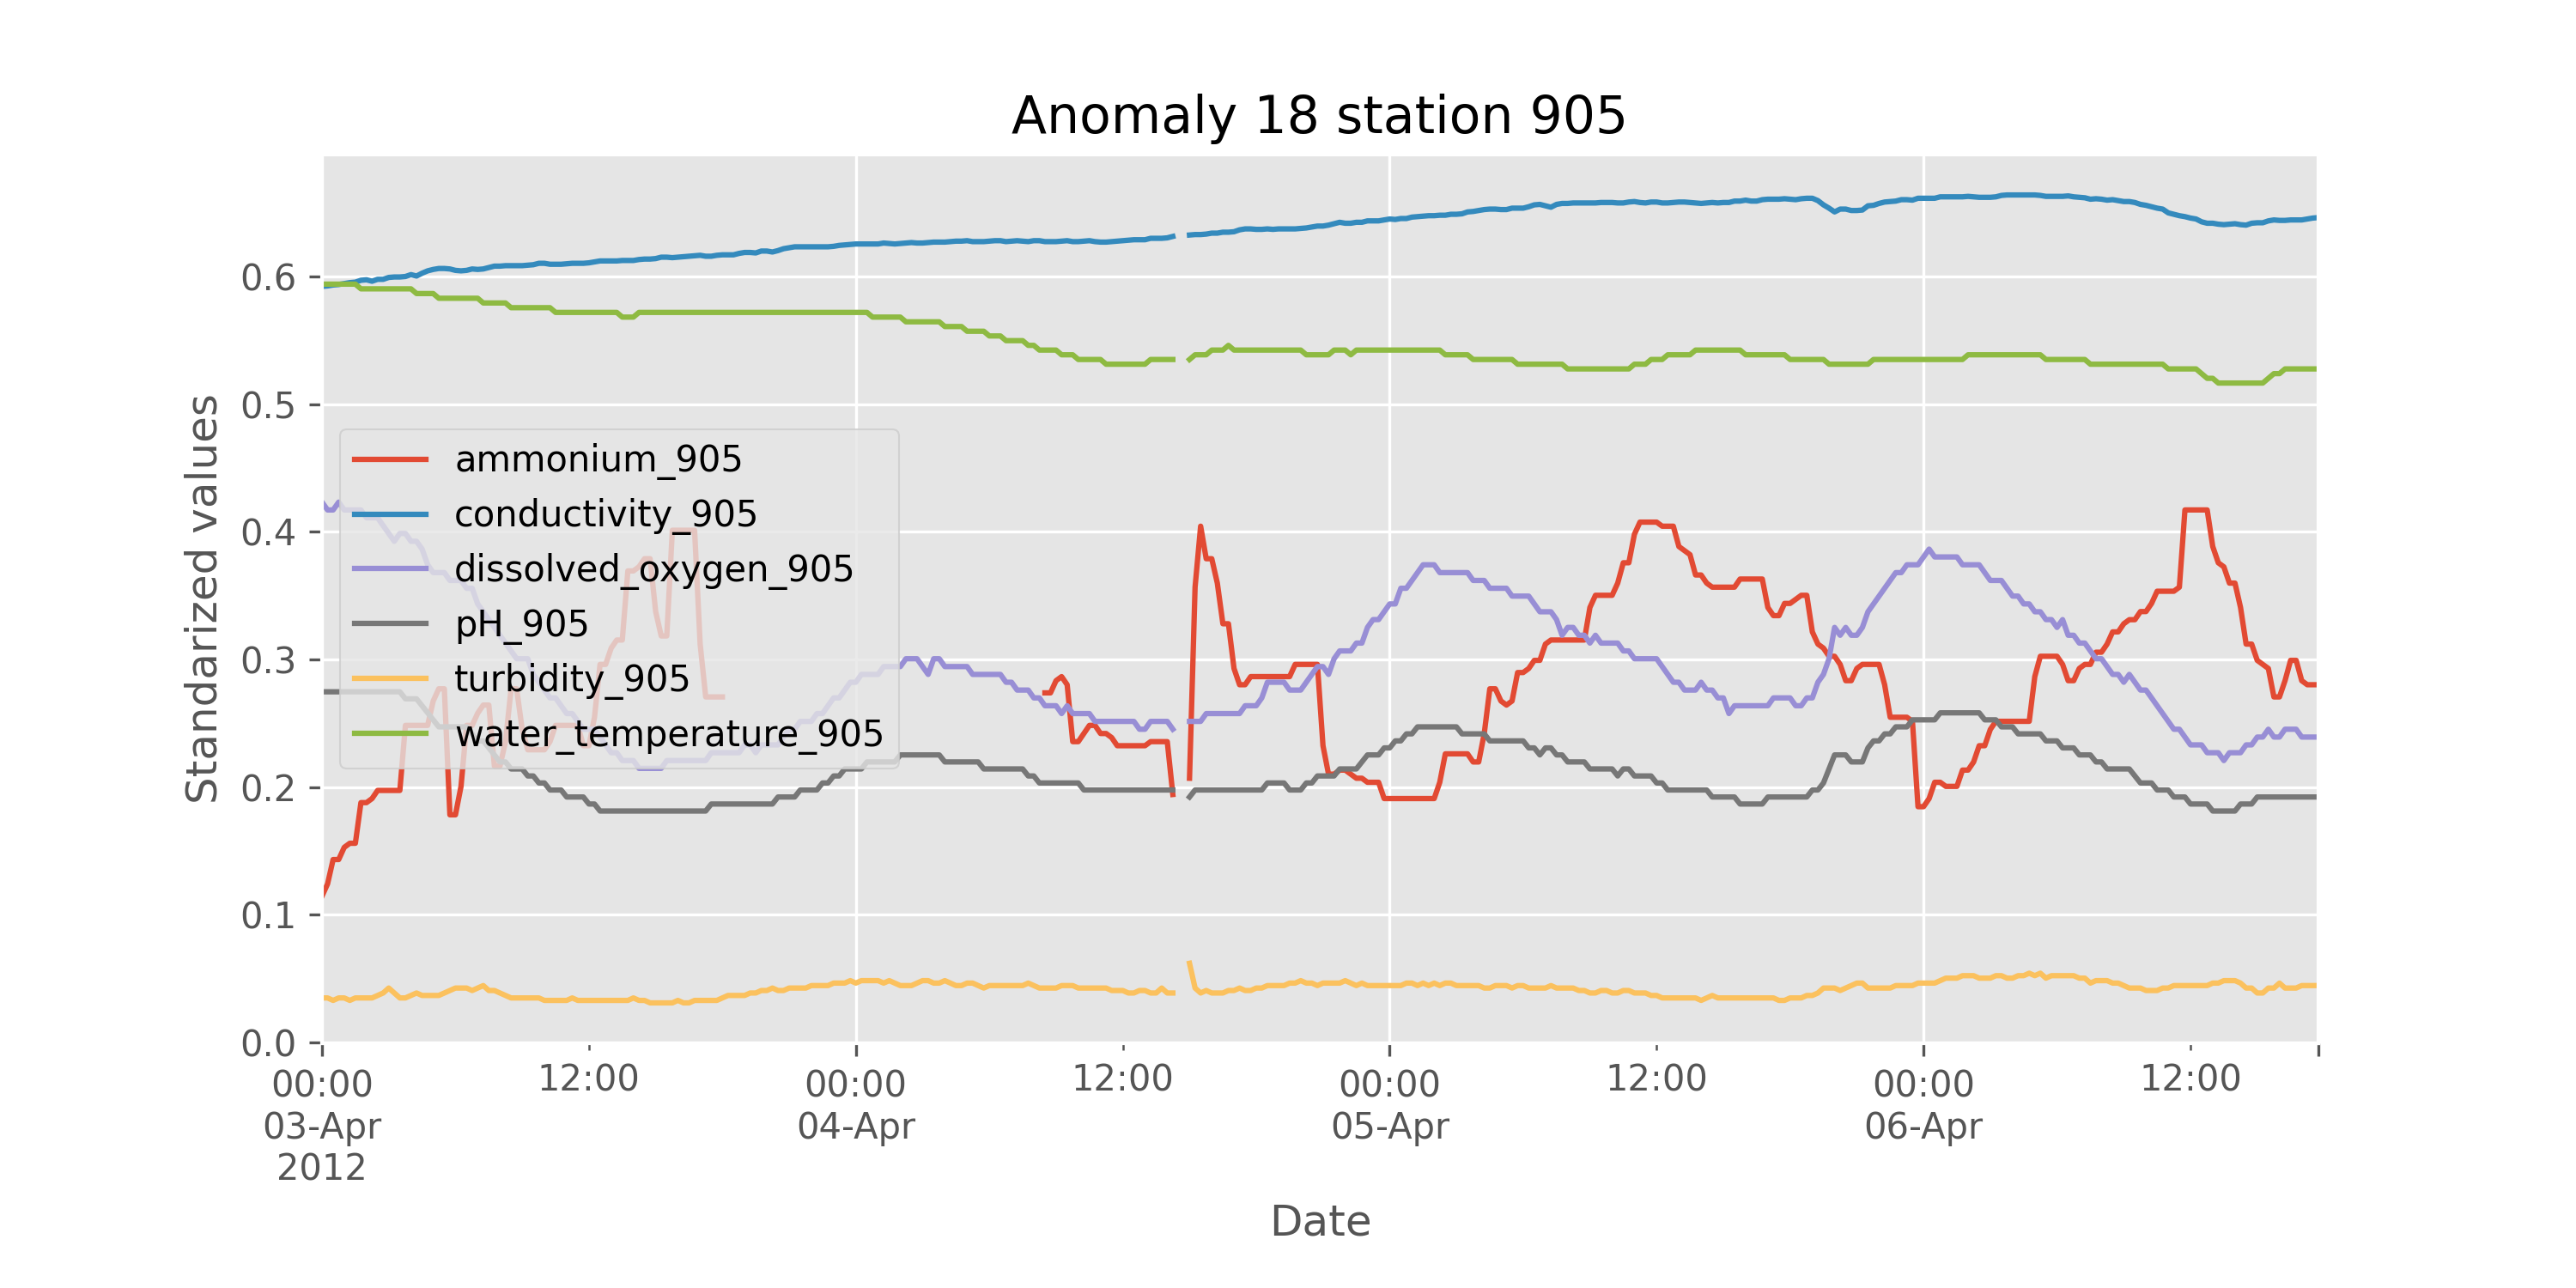 Anomaly 18 station 905
Standarized values
0.6
0.5
0.4
0.3
0.2
0.1
0.0
ammonium_905
conductivity_905
dissolved_oxygen_905
pH_905
turbidity_905
water_temperature_905
00:00 12:00 00:00 12:00 00:00 12:00 00:00 12:00
03-Apr 04-Apr 05-Apr 06-Apr
2012
Date